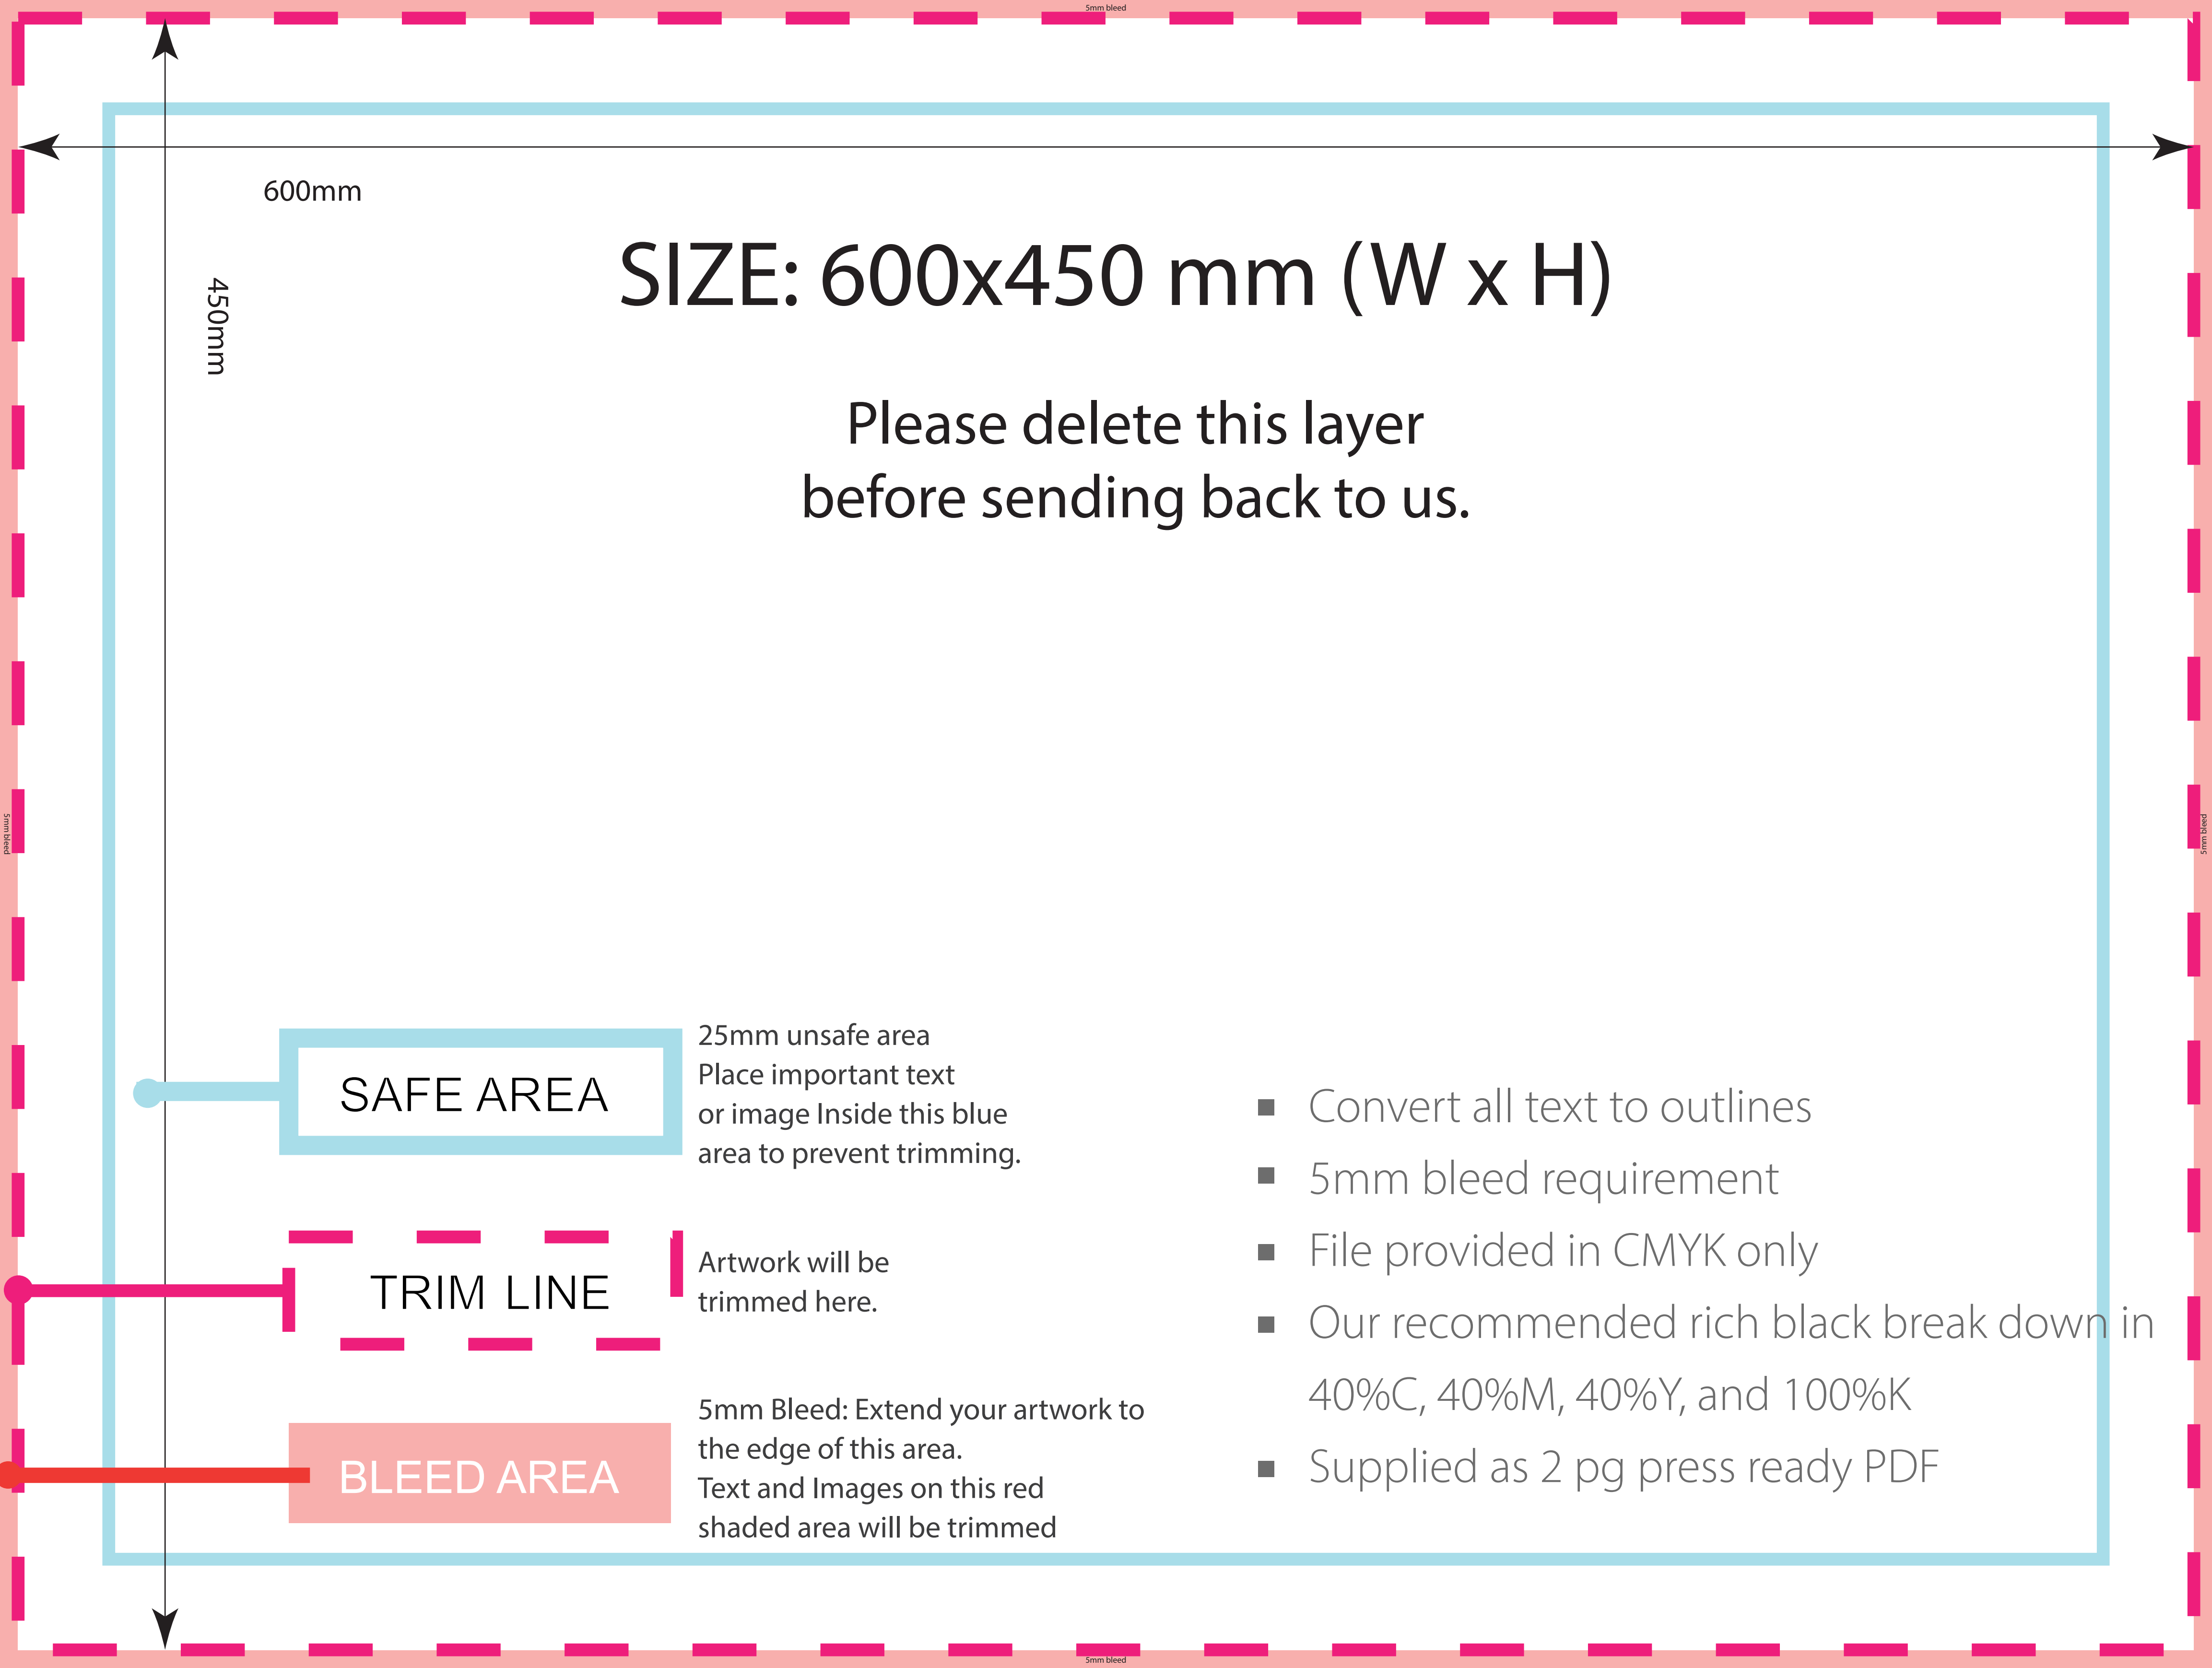 5mm bleed
600mm
450mm
SIZE: 600x450 mm (W x H)
Please delete this layer
before sending back to us.
5mm bleed
5mm bleed
SAFE AREA
25mm unsafe area
Place important text
or image Inside this blue
area to prevent trimming.
TRIM LINE
Artwork will be
trimmed here.
BLEED AREA
5mm Bleed: Extend your artwork to
the edge of this area.
Text and Images on this red
shaded area will be trimmed
▪ Convert all text to outlines
▪ 5mm bleed requirement
▪ File provided in CMYK only
▪ Our recommended rich black break down in
40%C, 40%M, 40%Y, and 100%K
▪ Supplied as 2 pg press ready PDF
5mm bleed